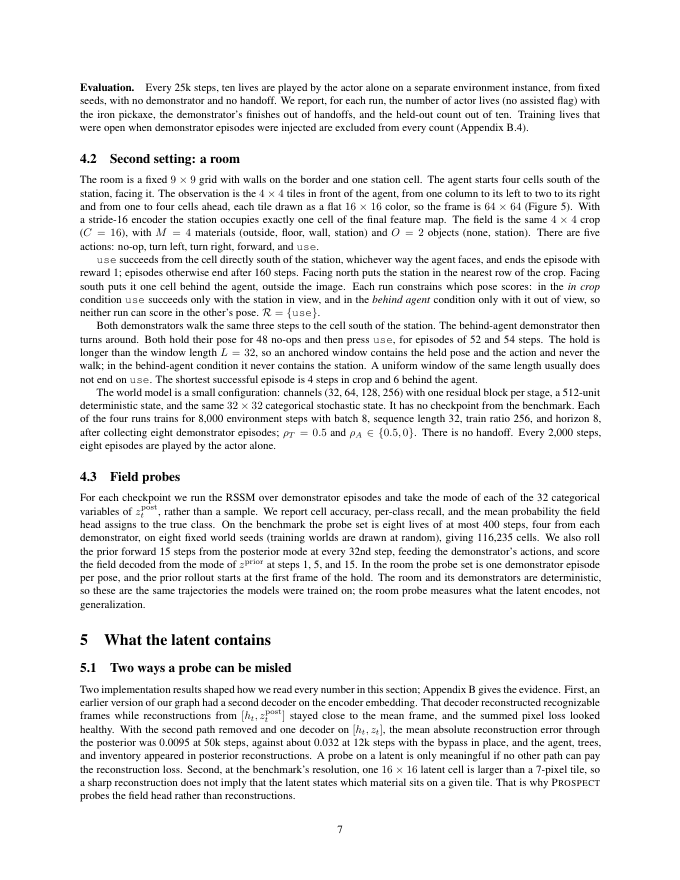 Evaluation. Every 25k steps, ten lives are played by the actor alone on a separate environment instance, from fixed
seeds, with no demonstrator and no handoff. We report, for each run, the number of actor lives (no assisted flag) with
the iron pickaxe, the demonstrator's finishes out of handoffs, and the held-out count out of ten. Training lives that
were open when demonstrator episodes were injected are excluded from every count (Appendix B.4).
4.2 Second setting: a room
The room is a fixed 9 × 9 grid with walls on the border and one station cell. The agent starts four cells south of the
station, facing it. The observation is the 4 × 4 tiles in front of the agent, from one column to its left to two to its right
and from one to four cells ahead, each tile drawn as a flat 16 × 16 color, so the frame is 64 × 64 (Figure 5). With
a stride-16 encoder the station occupies exactly one cell of the final feature map. The field is the same 4 × 4 crop
(C = 16), with M = 4 materials (outside, floor, wall, station) and O = 2 objects (none, station). There are five
actions: no-op, turn left, turn right, forward, and use.
use succeeds from the cell directly south of the station, whichever way the agent faces, and ends the episode with
reward 1; episodes otherwise end after 160 steps. Facing north puts the station in the nearest row of the crop. Facing
south puts it one cell behind the agent, outside the image. Each run constrains which pose scores: in the in crop
condition use succeeds only with the station in view, and in the behind agent condition only with it out of view, so
neither run can score in the other's pose. R = {use}.
Both demonstrators walk the same three steps to the cell south of the station. The behind-agent demonstrator then
turns around. Both hold their pose for 48 no-ops and then press use, for episodes of 52 and 54 steps. The hold is
longer than the window length L = 32, so an anchored window contains the held pose and the action and never the
walk; in the behind-agent condition it never contains the station. A uniform window of the same length usually does
not end on use. The shortest successful episode is 4 steps in crop and 6 behind the agent.
The world model is a small configuration: channels (32, 64, 128, 256) with one residual block per stage, a 512-unit
deterministic state, and the same 32 × 32 categorical stochastic state. It has no checkpoint from the benchmark. Each
of the four runs trains for 8,000 environment steps with batch 8, sequence length 32, train ratio 256, and horizon 8,
after collecting eight demonstrator episodes; ρT = 0.5 and ρA ∈ {0.5, 0}. There is no handoff. Every 2,000 steps,
eight episodes are played by the actor alone.
4.3 Field probes
For each checkpoint we run the RSSM over demonstrator episodes and take the mode of each of the 32 categorical
variables of z_t^post, rather than a sample. We report cell accuracy, per-class recall, and the mean probability the field
head assigns to the true class. On the benchmark the probe set is eight lives of at most 400 steps, four from each
demonstrator, on eight fixed world seeds (training worlds are drawn at random), giving 116,235 cells. We also roll
the prior forward 15 steps from the posterior mode at every 32nd step, feeding the demonstrator's actions, and score
the field decoded from the mode of z^prior at steps 1, 5, and 15. In the room the probe set is one demonstrator episode
per pose, and the prior rollout starts at the first frame of the hold. The room and its demonstrators are deterministic,
so these are the same trajectories the models were trained on; the room probe measures what the latent encodes, not
generalization.
5 What the latent contains
5.1 Two ways a probe can be misled
Two implementation results shaped how we read every number in this section; Appendix B gives the evidence. First, an
earlier version of our graph had a second decoder on the encoder embedding. That decoder reconstructed recognizable
frames while reconstructions from [h_t, z_t^post] stayed close to the mean frame, and the summed pixel loss looked
healthy. With the second path removed and one decoder on [h_t, z_t], the mean absolute reconstruction error through
the posterior was 0.0095 at 50k steps, against about 0.032 at 12k steps with the bypass in place, and the agent, trees,
and inventory appeared in posterior reconstructions. A probe on a latent is only meaningful if no other path can pay
the reconstruction loss. Second, at the benchmark's resolution, one 16 × 16 latent cell is larger than a 7-pixel tile, so
a sharp reconstruction does not imply that the latent states which material sits on a given tile. That is why PROSPECT
probes the field head rather than reconstructions.
7